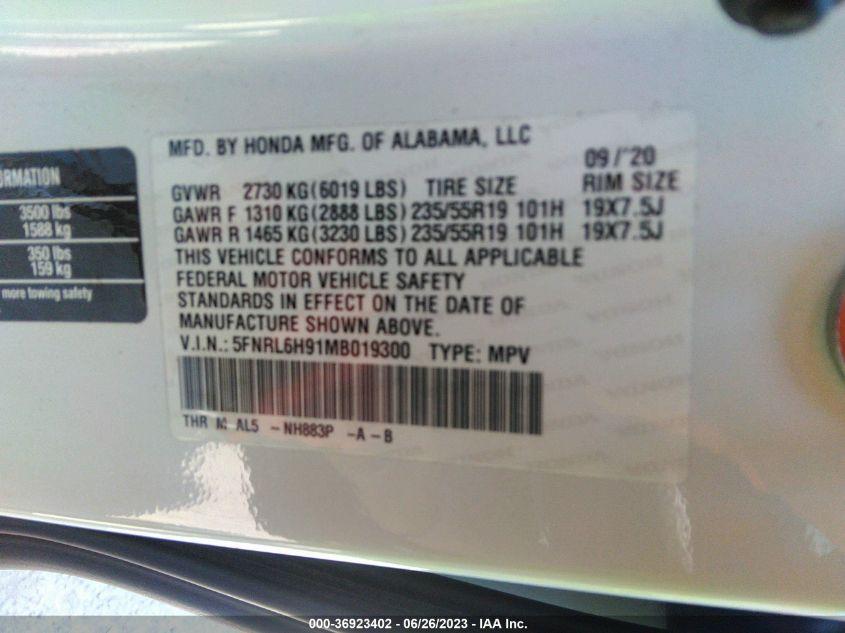 MFD. BY HONDA MFG. OF ALABAMA, LLC
09/'20
GVWR 2730 KG(6019 LBS) TIRE SIZE RIM SIZE
GAWR F 1310 KG(2888 LBS) 235/55R19 101H 19X7.5J
GAWR R 1465 KG(3230 LBS) 235/55R19 101H 19X7.5J
THIS VEHICLE CONFORMS TO ALL APPLICABLE
FEDERAL MOTOR VEHICLE SAFETY
STANDARDS IN EFFECT ON THE DATE OF
MANUFACTURE SHOWN ABOVE.
V.I.N.: 5FNRL6H91MB019300 TYPE: MPV
THR M AL5 -NH883P -A-B
RMATION
3500 lbs
1588 kg
350 lbs
159 kg
more towing safety
000-36923402 - 06/26/2023 - IAA Inc.